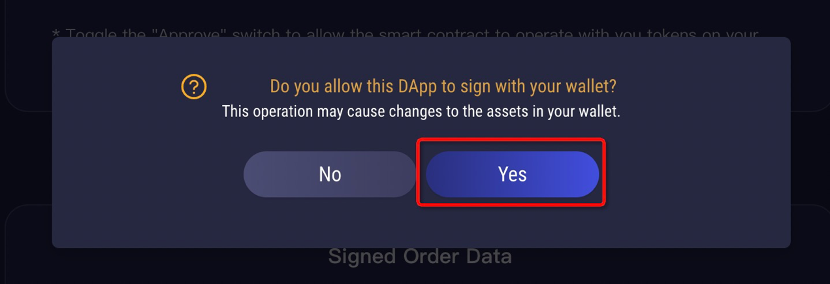 * Toggle the "Approve" switch to allow the smart contract to operate with you tokens on your
Do you allow this DApp to sign with your wallet?
This operation may cause changes to the assets in your wallet.
No
Yes
Signed Order Data